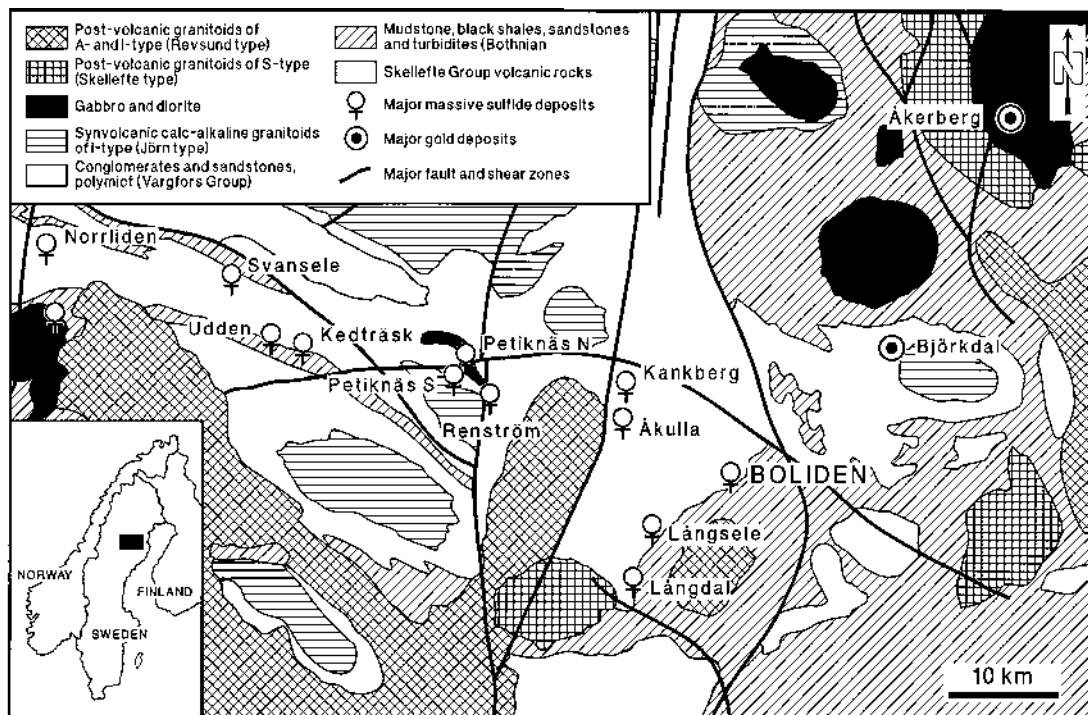 Post-volcanic granitoids of
A- and I-type (Revsund type)
Post-volcanic granitoids of S-type
(Skellefte type)
Gabbro and diorite
Synvolcanic calc-alkaline granitoids
of I-type (Jörn type)
Conglomerates and sandstones,
polymict (Vargfors Group)
Mudstone, black shales, sandstones
and turbidites (Bothnian
Skellefte Group volcanic rocks
Major massive sulfide deposits
Major gold deposits
Major fault and shear zones
N
Åkerberg
Norrliden
Svansele
Udden
Kedträsk
Petiknäs N
Björkdal
Petiknäs S
Kankberg
Renström
Åkulla
BOLIDEN
Långsele
Långdal
NORWAY
FINLAND
SWEDEN
10 km